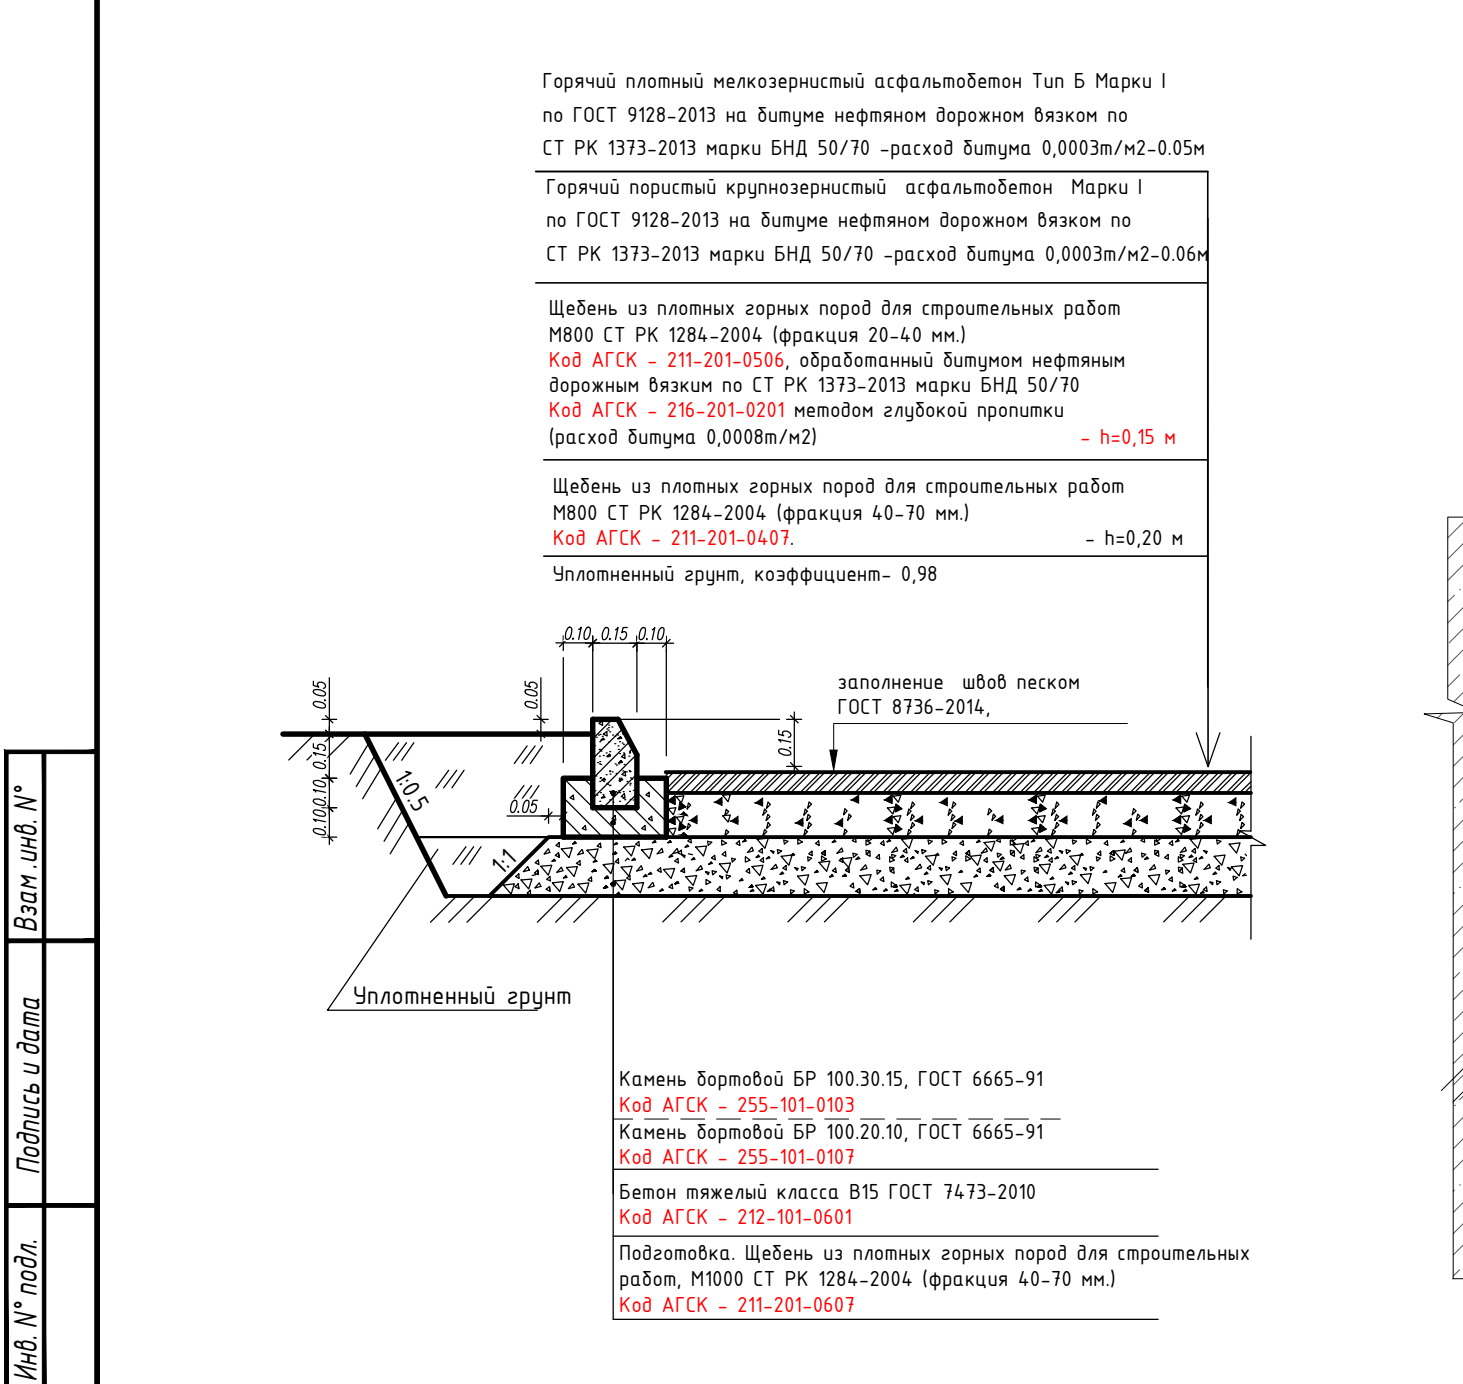 Горячий плотный мелкозернистый асфальтобетон Тип Б Марки I
по ГОСТ 9128-2013 на битуме нефтяном дорожном вязком по
СТ РК 1373-2013 марки БНД 50/70 -расход битума 0,0003т/м2-0.05м
Горячий пористый крупнозернистый асфальтобетон Марки I
по ГОСТ 9128-2013 на битуме нефтяном дорожном вязком по
СТ РК 1373-2013 марки БНД 50/70 -расход битума 0,0003т/м2-0.06м
Щебень из плотных горных пород для строительных работ
М800 СТ РК 1284-2004 (фракция 20-40 мм.)
Код АГСК - 211-201-0506, обработанный битумом нефтяным
дорожным вязким по СТ РК 1373-2013 марки БНД 50/70
Код АГСК - 216-201-0201 методом глубокой пропитки
(расход битума 0,0008т/м2) - h=0,15 м
Щебень из плотных горных пород для строительных работ
М800 СТ РК 1284-2004 (фракция 40-70 мм.)
Код АГСК - 211-201-0407. - h=0,20 м
Уплотненный грунт, коэффициент- 0,98
0.10 0.15 0.10
заполнение швов песком
ГОСТ 8736-2014,
0.05
0.05
0.15
0.15
0.10
0.10
1:0.5
0.05
1:1
Уплотненный грунт
Камень бортовой БР 100.30.15, ГОСТ 6665-91
Код АГСК - 255-101-0103
Камень бортовой БР 100.20.10, ГОСТ 6665-91
Код АГСК - 255-101-0107
Бетон тяжелый класса В15 ГОСТ 7473-2010
Код АГСК - 212-101-0601
Подготовка. Щебень из плотных горных пород для строительных
работ, М1000 СТ РК 1284-2004 (фракция 40-70 мм.)
Код АГСК - 211-201-0607
Взам. инв. N°
Подпись и дата
Инв. N° подл.